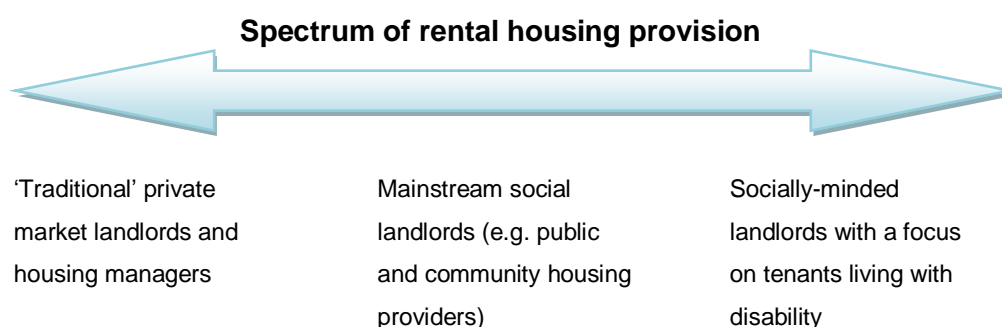 Spectrum of rental housing provision
‘Traditional’ private
market landlords and
housing managers
Mainstream social
landlords (e.g. public
and community housing
providers)
Socially-minded
landlords with a focus
on tenants living with
disability